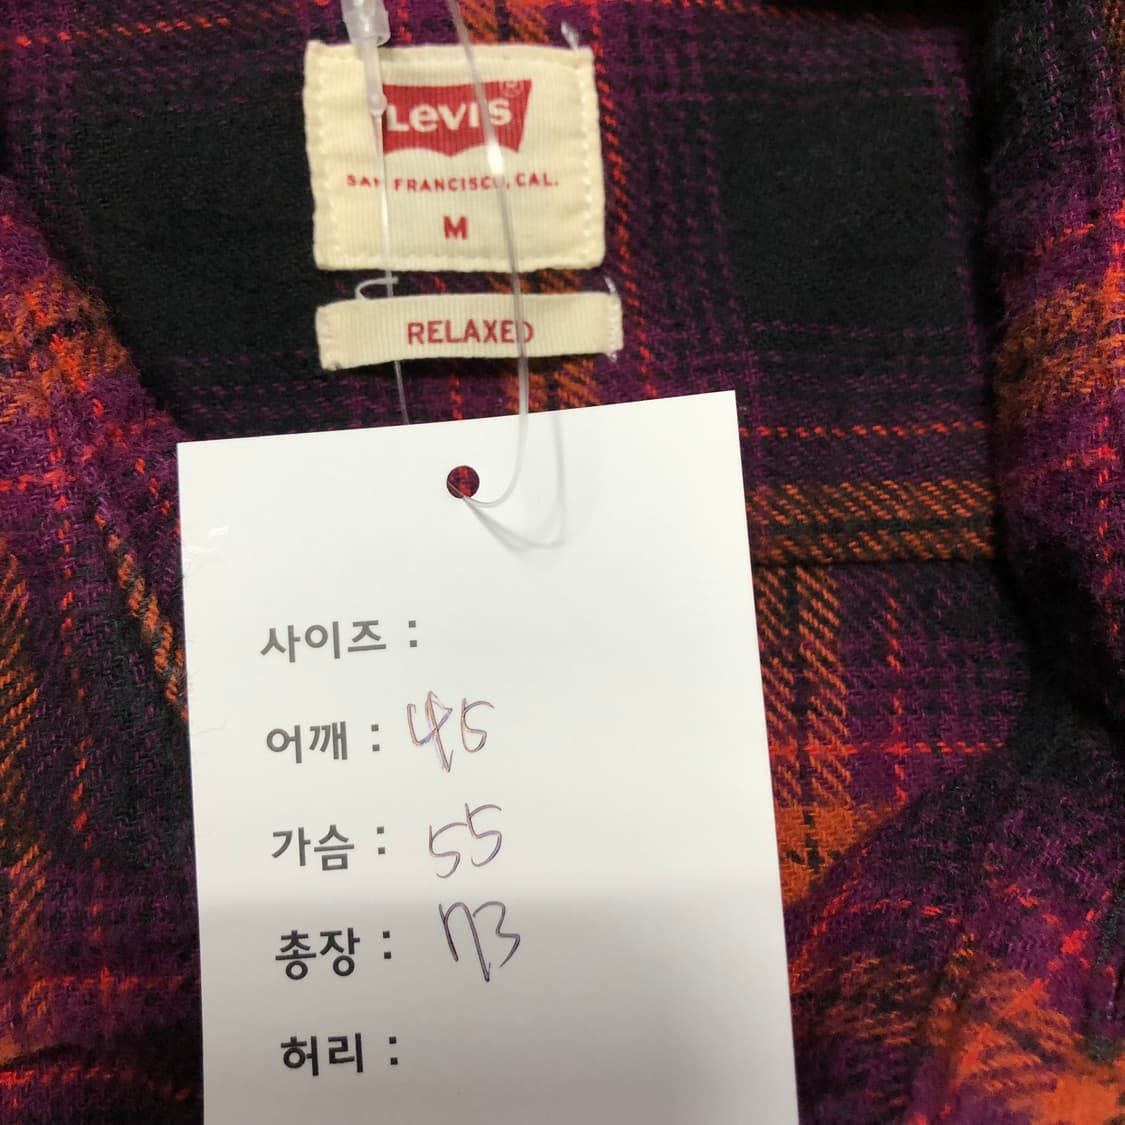 Levi's®
SAN FRANCISCO, CAL.
M
RELAXED
사이즈 :
어깨 : 45
가슴 : 55
총장 : 73
허리 :